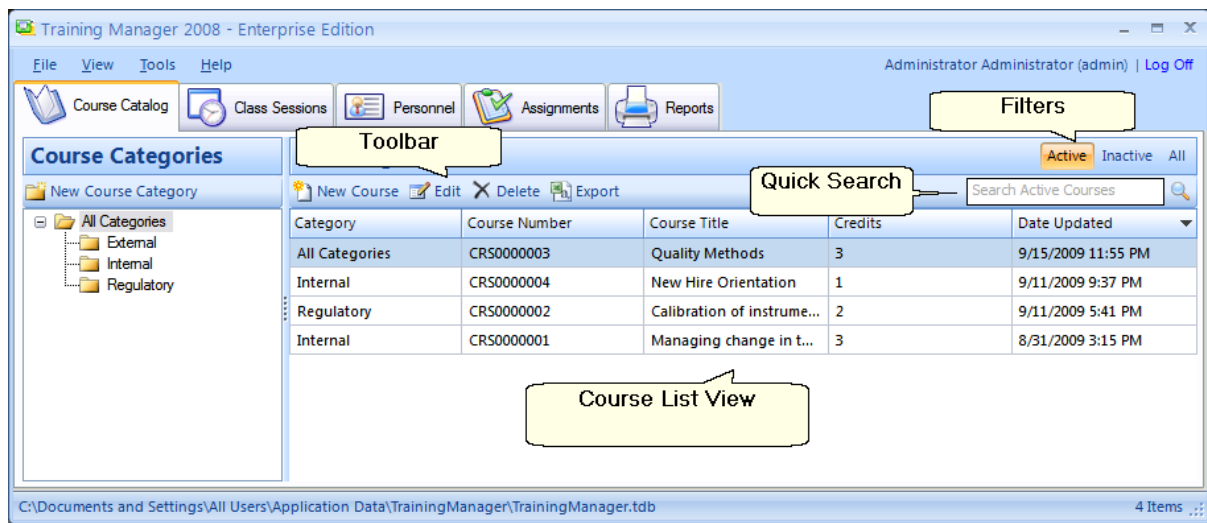 Training Manager 2008 - Enterprise Edition
File View Tools Help Administrator Administrator (admin) | Log Off
Course Catalog Class Sessions Personnel Assignments Reports Filters
Toolbar
Course Categories Active Inactive All
New Course Category New Course Edit Delete Export Quick Search Search Active Courses
All Categories Category Course Number Course Title Credits Date Updated
External
Internal
Regulatory
All Categories CRS0000003 Quality Methods 3 9/15/2009 11:55 PM
Internal CRS0000004 New Hire Orientation 1 9/11/2009 9:37 PM
Regulatory CRS0000002 Calibration of instrume... 2 9/11/2009 5:41 PM
Internal CRS0000001 Managing change in t... 3 8/31/2009 3:15 PM
Course List View
C:\Documents and Settings\All Users\Application Data\TrainingManager\TrainingManager.tdb 4 Items